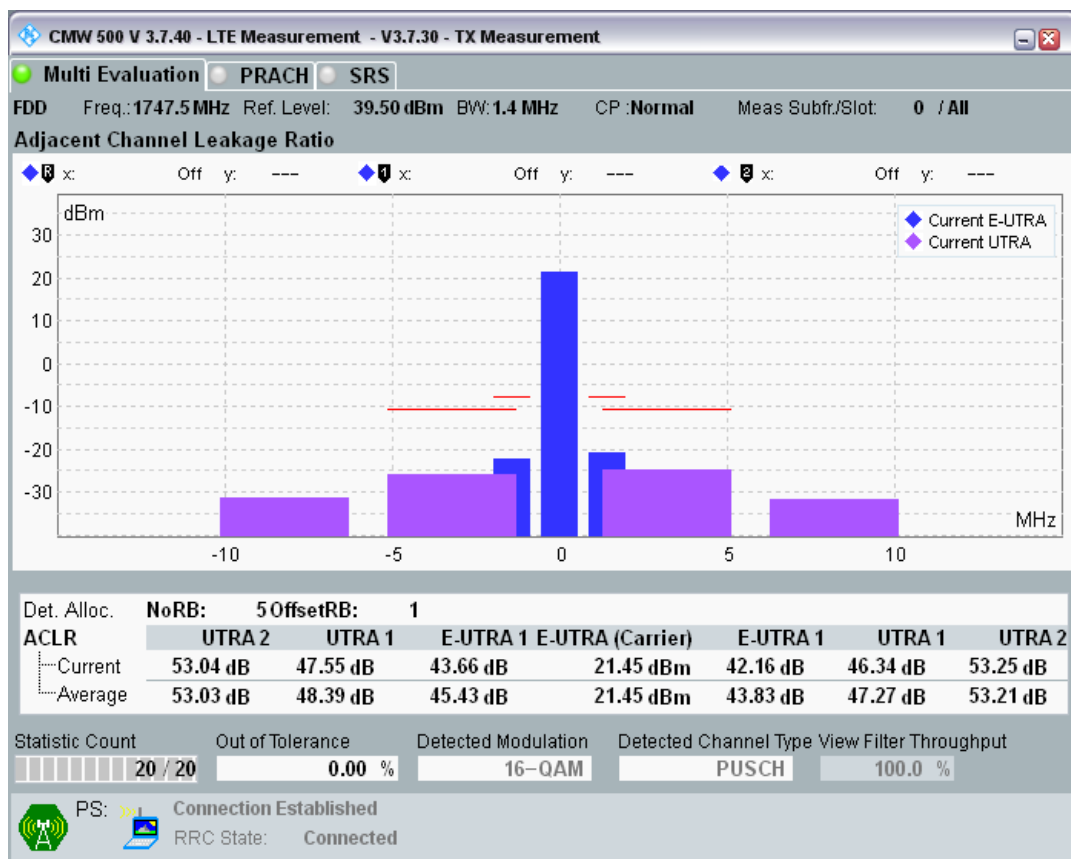 CMW 500 V 3.7.40 - LTE Measurement - V3.7.30 - TX Measurement
Multi Evaluation PRACH SRS
FDD Freq.: 1747.5 MHz Ref. Level: 39.50 dBm BW: 1.4 MHz CP :Normal Meas Subfr./Slot: 0 / All
Adjacent Channel Leakage Ratio
R x: Off y: --- 1 x: Off y: --- 2 x: Off y: ---
dBm
Current E-UTRA
Current UTRA
30
20
10
0
-10
-20
-30
MHz
-10 -5 0 5 10
Det. Alloc. NoRB: 5 OffsetRB: 1
ACLR UTRA 2 UTRA 1 E-UTRA 1 E-UTRA (Carrier) E-UTRA 1 UTRA 1 UTRA 2
Current 53.04 dB 47.55 dB 43.66 dB 21.45 dBm 42.16 dB 46.34 dB 53.25 dB
Average 53.03 dB 48.39 dB 45.43 dB 21.45 dBm 43.83 dB 47.27 dB 53.21 dB
Statistic Count Out of Tolerance Detected Modulation Detected Channel Type View Filter Throughput
20 / 20 0.00 % 16-QAM PUSCH 100.0 %
PS: Connection Established
RRC State: Connected